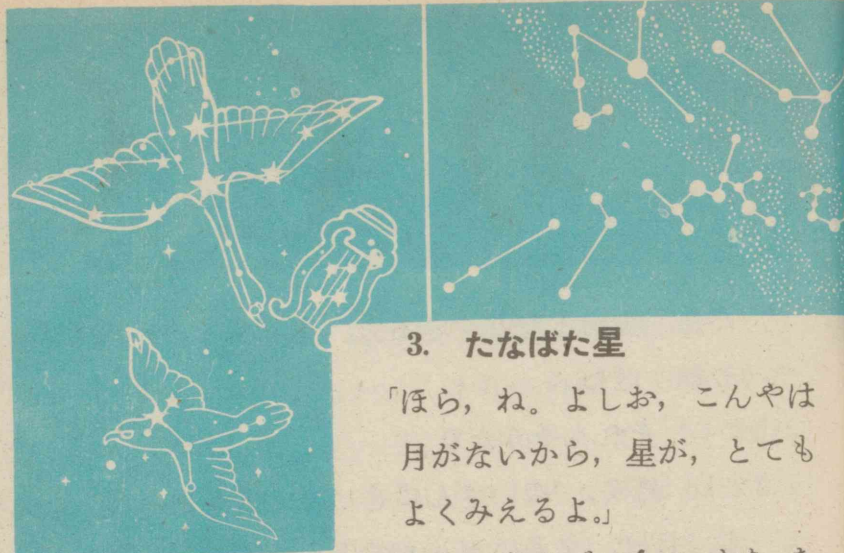 3. たなばた星
「ほら, ね。よしお, こんやは
月がないから, 星が, とても
よくみえるよ。」